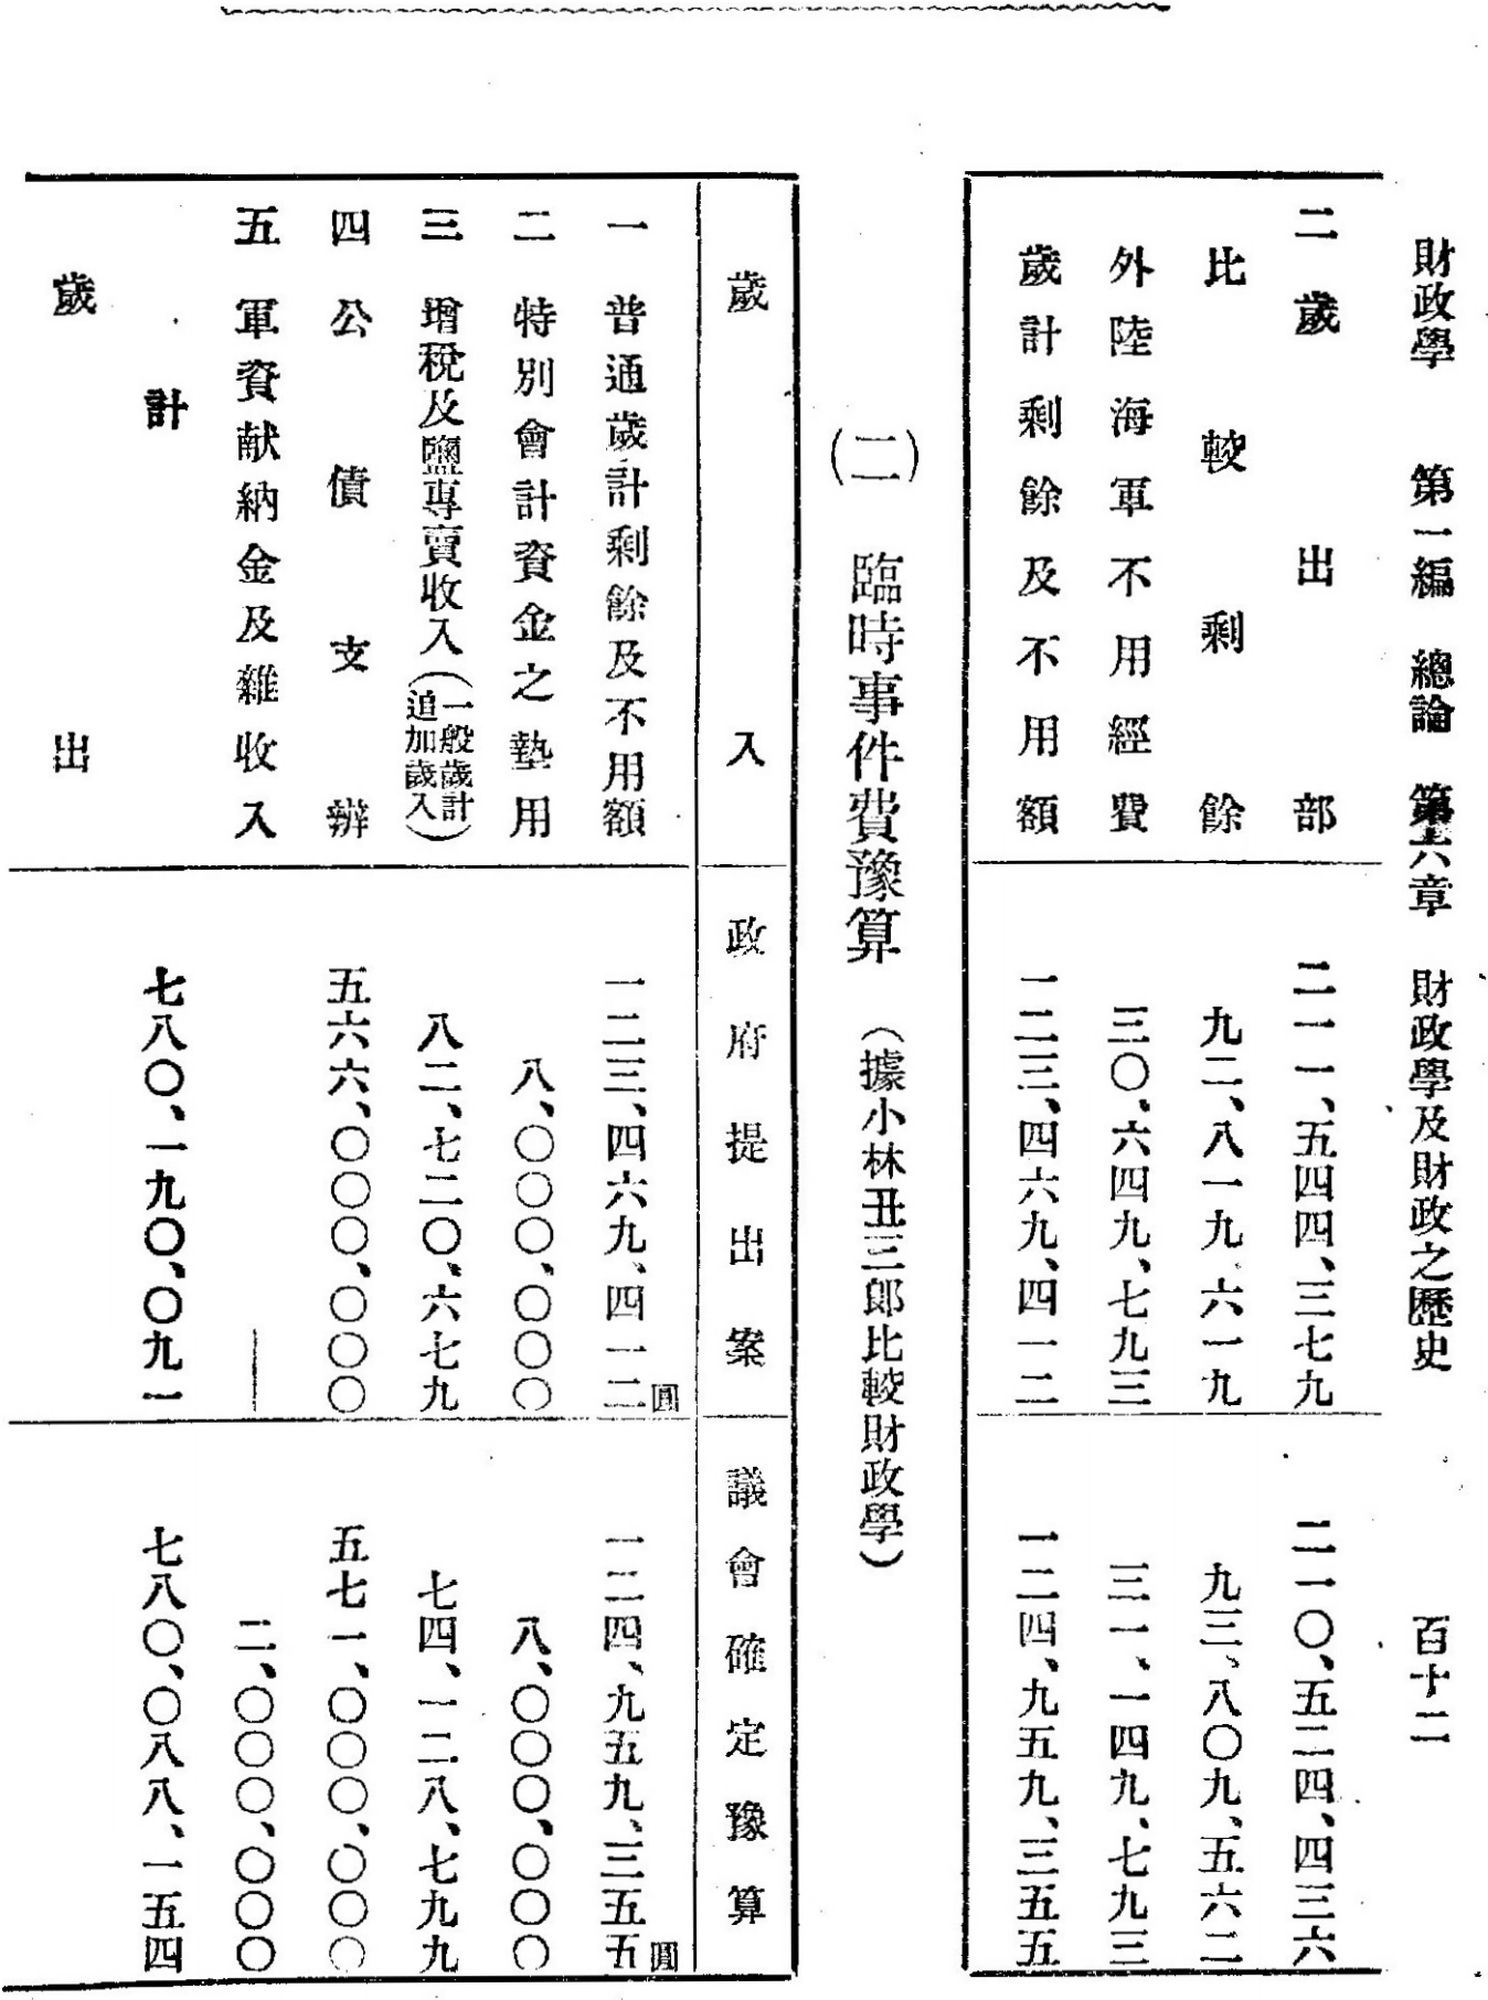 財政學 第一編 總論 第六章 財政學及財政之歷史 百十二
二 歲出部 二一一、五四四、三七九 二一〇、五二四、四三六
比較剩餘 九二、八一九、六一九 九三、八〇九、五六二
外陸海軍不用經費 三〇、六四九、七九三 三一、一四九、七九三
歲計剩餘及不用額 一二三、四六九、四一二 一二四、九五九、三五五
(二) 臨時事件費豫算 (據小林丑三郎比較財政學)
歲入 政府提出案 議會確定豫算
一 普通歲計剩餘及不用額 一二三、四六九、四一二圓 一二四、九五九、三五五圓
二 特別會計資金之墊用 八、〇〇〇、〇〇〇 八、〇〇〇、〇〇〇
三 增稅及鹽專賣收入(一般歲計追加歲入) 八二、七二〇、六七九 七四、一二八、七九九
四 公債支辦 五六六、〇〇〇、〇〇〇 五七一、〇〇〇、〇〇〇
五 軍資献納金及雜收入 — 二、〇〇〇、〇〇〇
計 七八〇、一九〇、〇九一 七八〇、〇八八、一五四
歲出